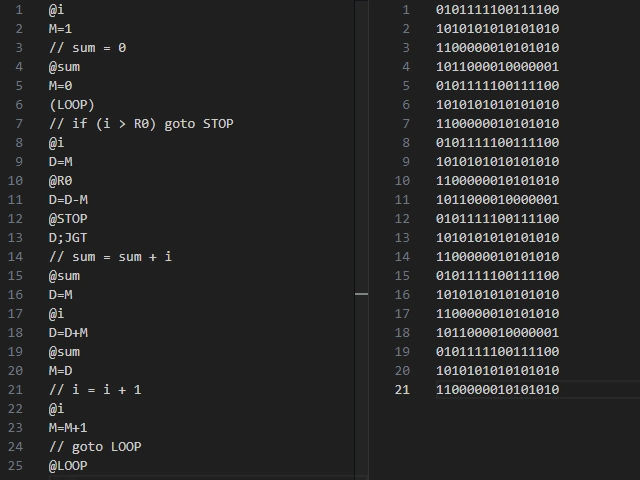 1 @i
2 M=1
3 // sum = 0
4 @sum
5 M=0
6 (LOOP)
7 // if (i > R0) goto STOP
8 @i
9 D=M
10 @R0
11 D=D-M
12 @STOP
13 D;JGT
14 // sum = sum + i
15 @sum
16 D=M
17 @i
18 D=D+M
19 @sum
20 M=D
21 // i = i + 1
22 @i
23 M=M+1
24 // goto LOOP
25 @LOOP
1 0101111100111100
2 1010101010101010
3 1100000010101010
4 1011000010000001
5 0101111100111100
6 1010101010101010
7 1100000010101010
8 0101111100111100
9 1010101010101010
10 1100000010101010
11 1011000010000001
12 0101111100111100
13 1010101010101010
14 1100000010101010
15 0101111100111100
16 1010101010101010
17 1100000010101010
18 1011000010000001
19 0101111100111100
20 1010101010101010
21 1100000010101010